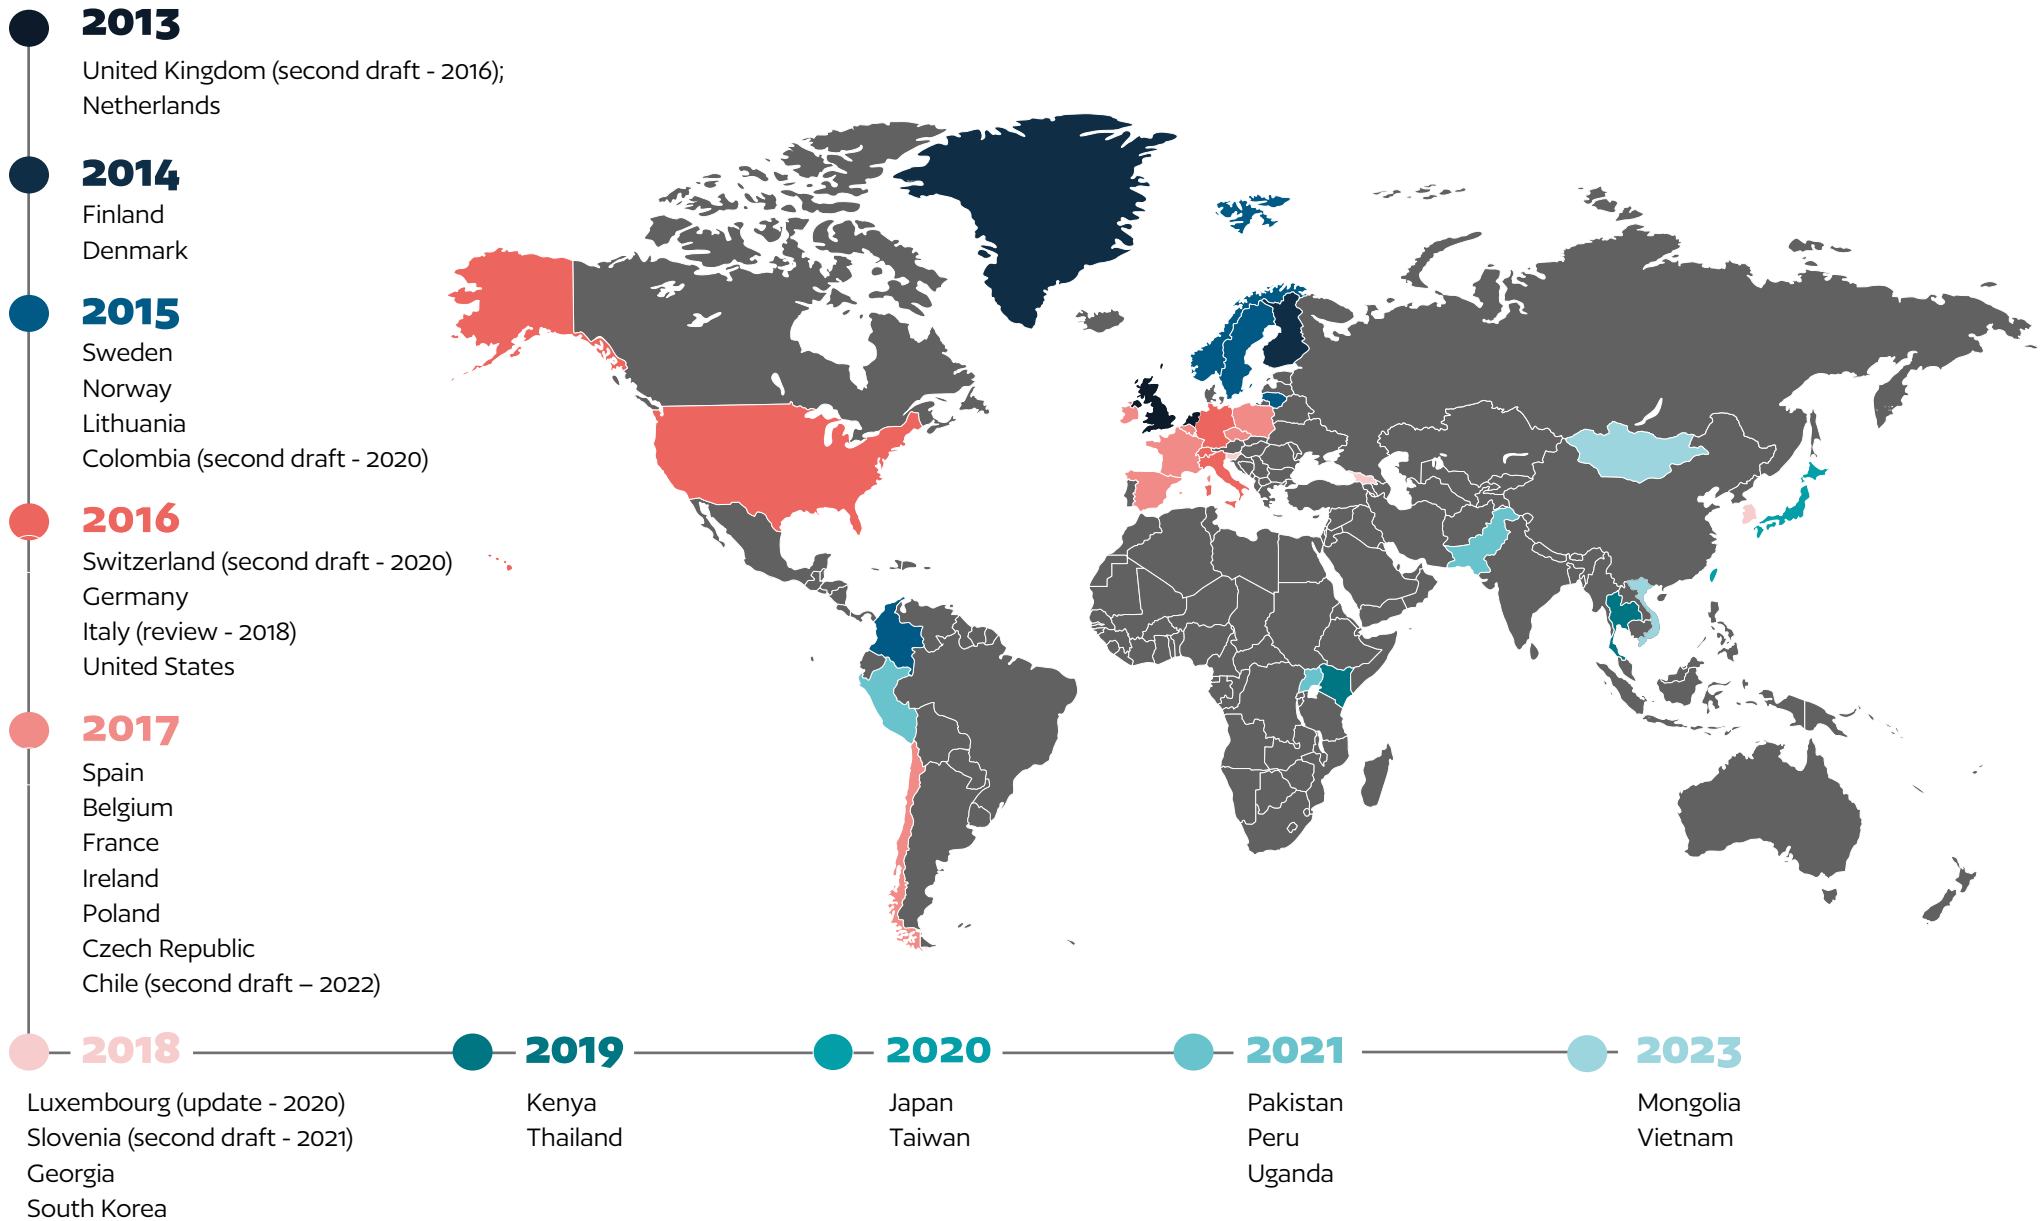 2013
United Kingdom (second draft - 2016);
Netherlands
2014
Finland
Denmark
2015
Sweden
Norway
Lithuania
Colombia (second draft - 2020)
2016
Switzerland (second draft - 2020)
Germany
Italy (review - 2018)
United States
2017
Spain
Belgium
France
Ireland
Poland
Czech Republic
Chile (second draft – 2022)
2018
Luxembourg (update - 2020)
Slovenia (second draft - 2021)
Georgia
South Korea
2019
Kenya
Thailand
2020
Japan
Taiwan
2021
Pakistan
Peru
Uganda
2023
Mongolia
Vietnam